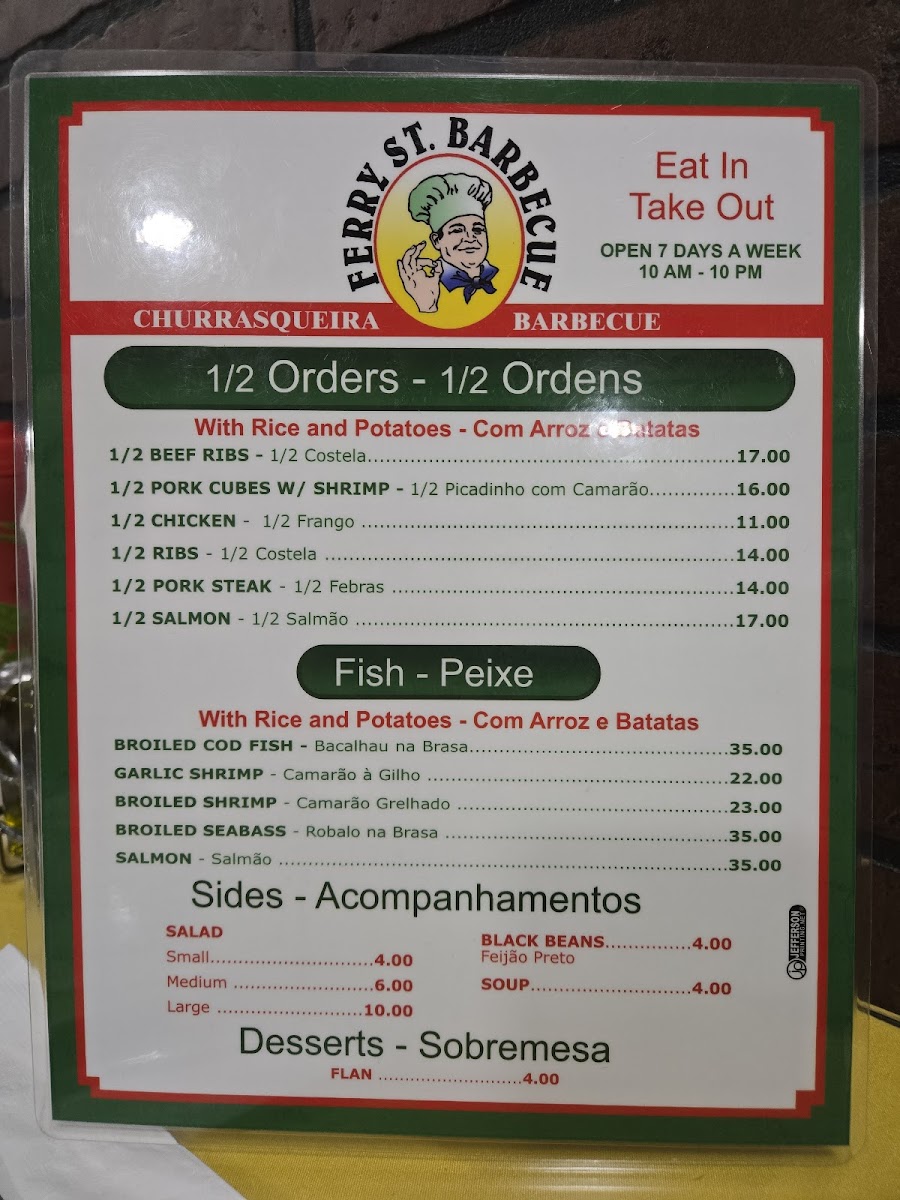 FERRY ST. BARBECUE
Eat In
Take Out
OPEN 7 DAYS A WEEK
10 AM - 10 PM
CHURRASQUEIRA BARBECUE
1/2 Orders - 1/2 Ordens
With Rice and Potatoes - Com Arroz e Batatas
1/2 BEEF RIBS - 1/2 Costela 17.00
1/2 PORK CUBES W/ SHRIMP - 1/2 Picadinho com Camarão 16.00
1/2 CHICKEN - 1/2 Frango 11.00
1/2 RIBS - 1/2 Costela 14.00
1/2 PORK STEAK - 1/2 Febras 14.00
1/2 SALMON - 1/2 Salmão 17.00
Fish - Peixe
With Rice and Potatoes - Com Arroz e Batatas
BROILED COD FISH - Bacalhau na Brasa 35.00
GARLIC SHRIMP - Camarão à Gilho 22.00
BROILED SHRIMP - Camarão Grelhado 23.00
BROILED SEABASS - Robalo na Brasa 35.00
SALMON - Salmão 35.00
Sides - Acompanhamentos
SALAD
Small 4.00
Medium 6.00
Large 10.00
BLACK BEANS 4.00
Feijão Preto
SOUP 4.00
JEFFERSON
PRINTING.NET
Desserts - Sobremesa
FLAN 4.00